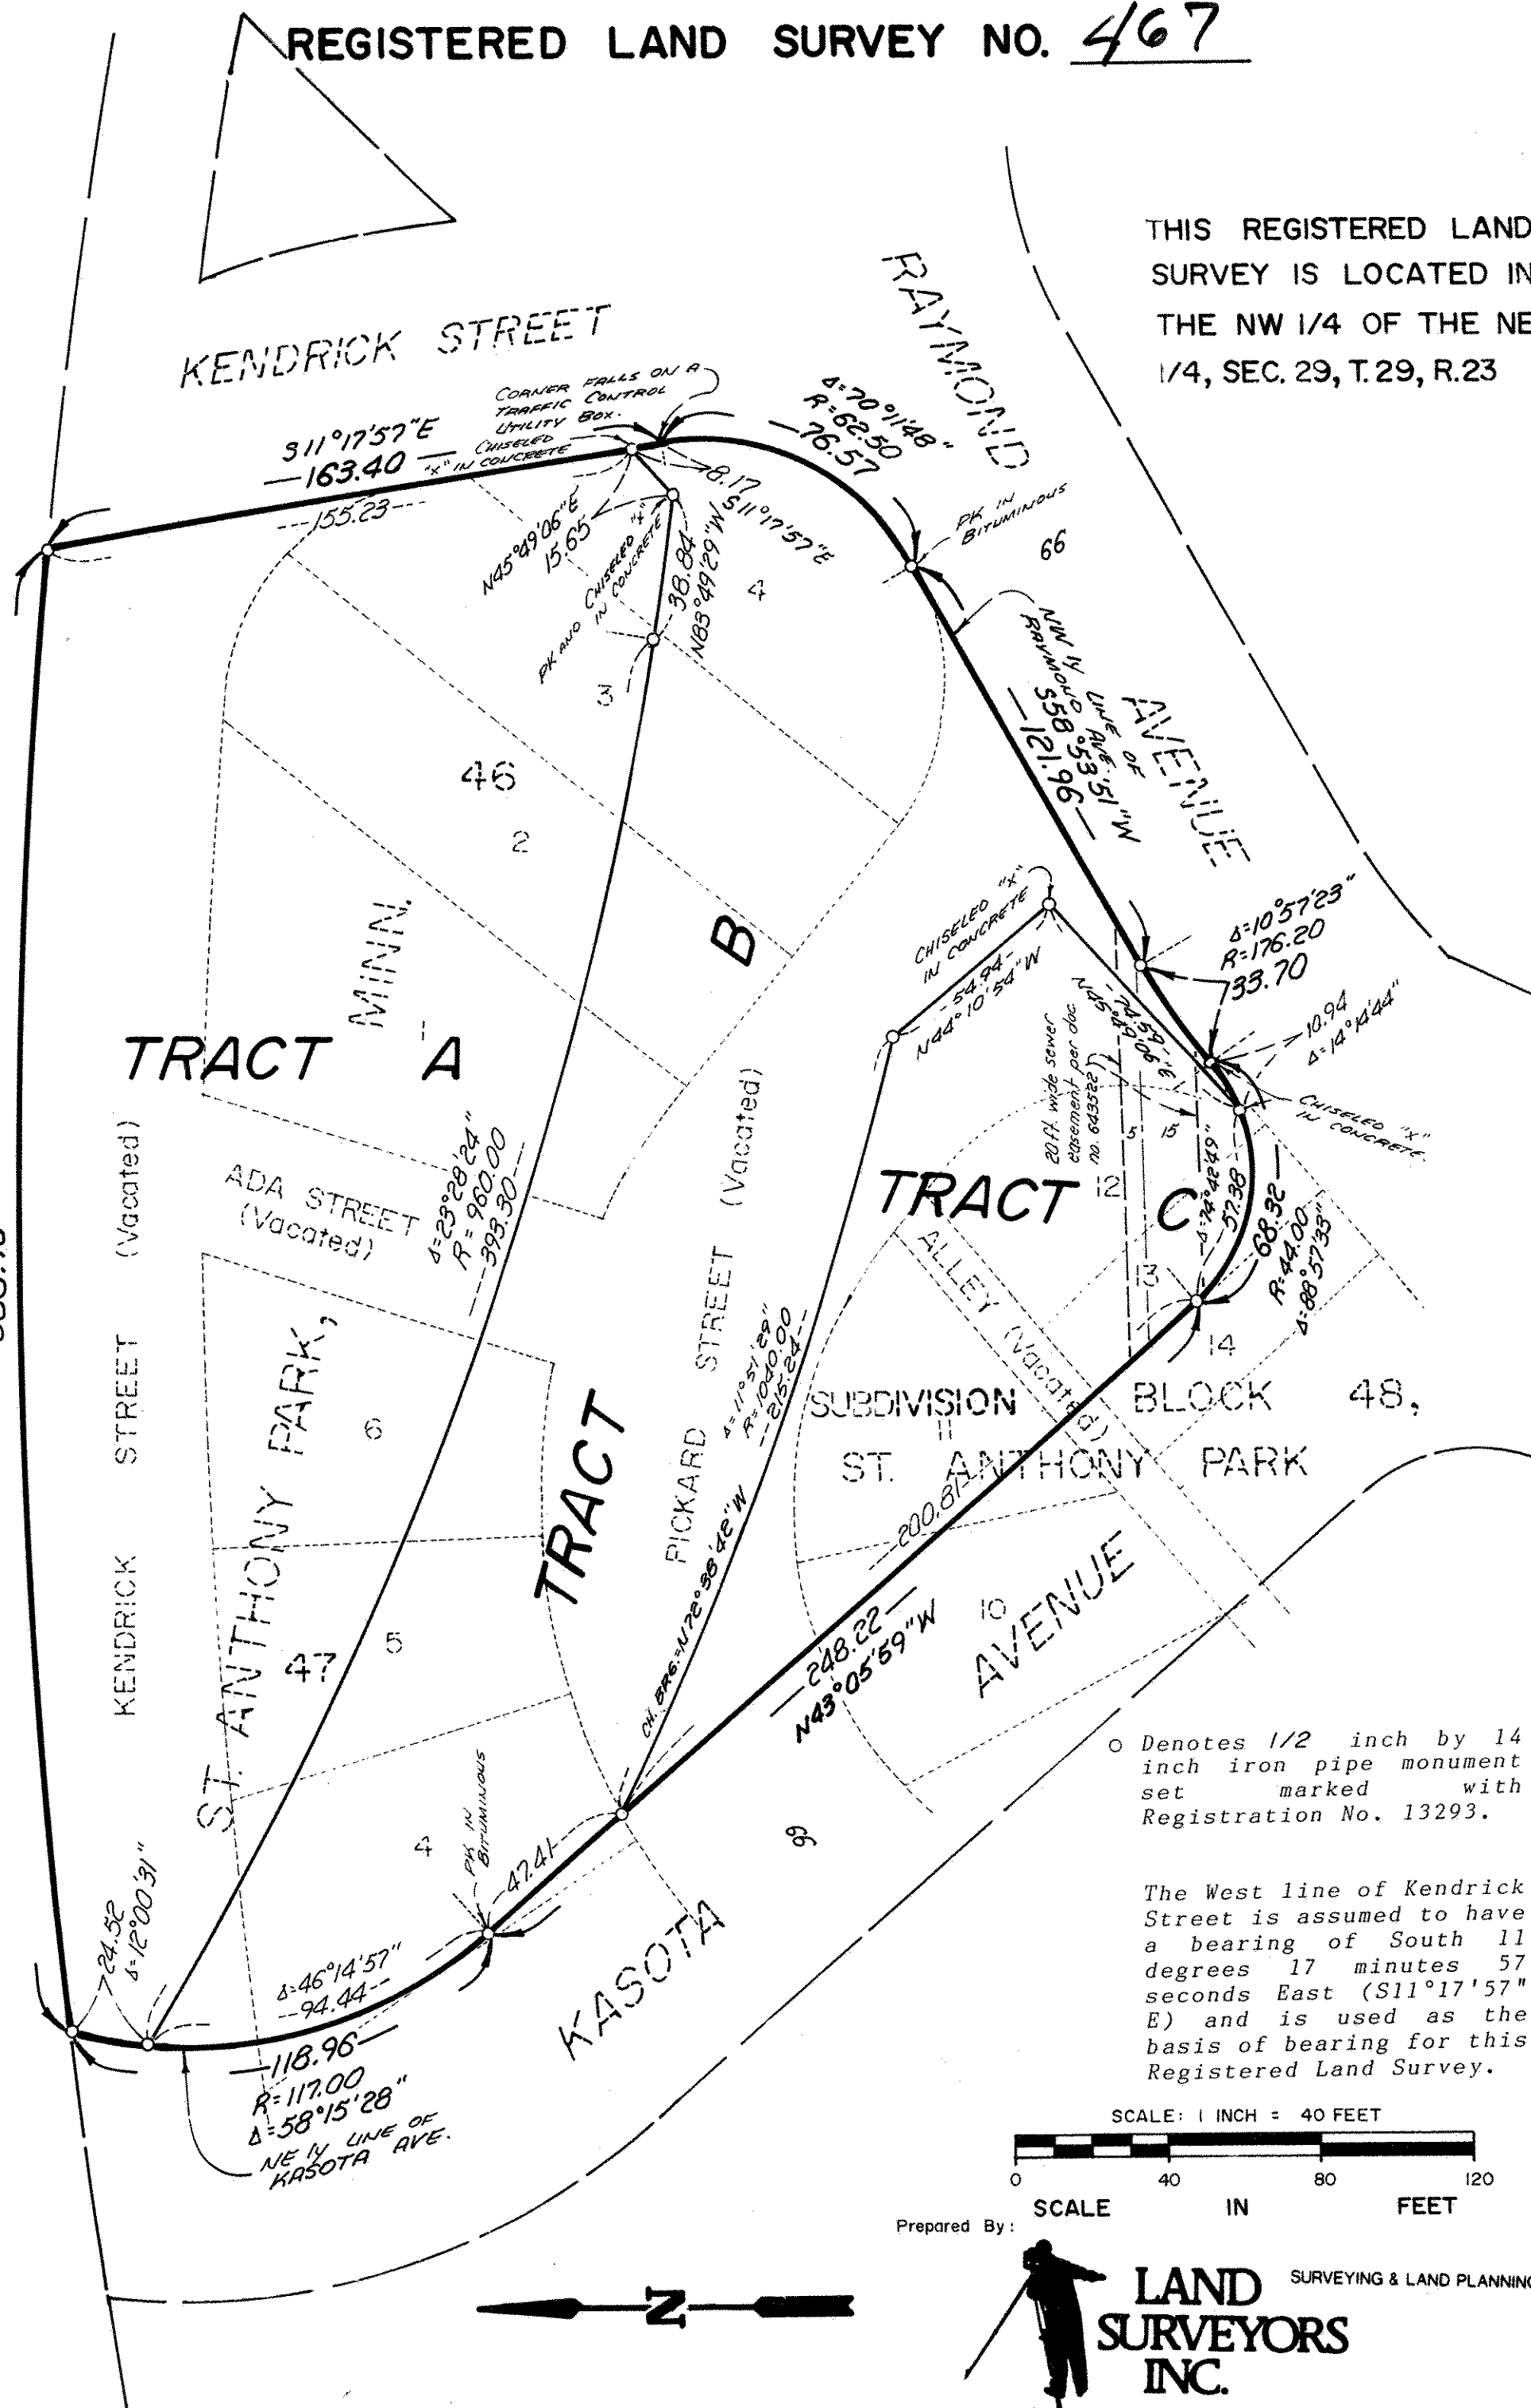 REGISTERED LAND SURVEY NO. 467
THIS REGISTERED LAND
SURVEY IS LOCATED IN
THE NW 1/4 OF THE NE
1/4, SEC. 29, T. 29, R. 23
KENDRICK STREET
RAYMOND
AVENUE
CORNER FALLS ON A
TRAFFIC CONTROL
UTILITY BOX.
CHISELED
"X" IN CONCRETE
S11°17'57"E
163.40
155.23
Δ=70°11'48"
R=62.50
76.57
8.17
S11°17'57"E
N45°49'06"E
15.65
PK AND CHISELED "X"
IN CONCRETE
38.84
N83°49'29"W
4
3
PK IN
BITUMINOUS
66
NW'LY LINE OF
RAYMOND AVE.
S58°53'51"W
121.96
46
2
MINN.
B
1
TRACT A
CHISELED "X"
IN CONCRETE
54.94
N44°10'54"W
Δ=10°57'23"
R=176.20
33.70
10.94
Δ=14°14'44"
CHISELED "X"
IN CONCRETE.
20 ft. wide sewer
easement per doc.
no. 643522
5
15
TRACT C
12
13
14
Δ=74°42'49"
57.38
68.32
R=44.00
Δ=88°57'33"
KENDRICK STREET (Vacated)
ADA STREET
(Vacated)
Δ=23°28'24"
R=960.00
393.30
PICKARD STREET (Vacated)
Δ=11°51'29"
R=1040.00
215.24
CH. BRG.=N72°38'42"W
ALLEY (Vacated)
SUBDIVISION BLOCK 48,
11
ST. ANTHONY PARK
ST. ANTHONY PARK,
6
TRACT
47
5
200.81
248.22
N43°05'59"W
10
AVENUE
4
PK IN
BITUMINOUS
47.41
66
KASOTA
24.52
Δ=12°00'31"
Δ=46°14'57"
94.44
118.96
R=117.00
Δ=58°15'28"
NE'LY LINE OF
KASOTA AVE.
O Denotes 1/2 inch by 14
inch iron pipe monument
set marked with
Registration No. 13293.
The West line of Kendrick
Street is assumed to have
a bearing of South 11
degrees 17 minutes 57
seconds East (S11°17'57"
E) and is used as the
basis of bearing for this
Registered Land Survey.
SCALE: 1 INCH = 40 FEET
0 40 80 120
SCALE IN FEET
Prepared By:
N
LAND
SURVEYORS
INC.
SURVEYING & LAND PLANNING